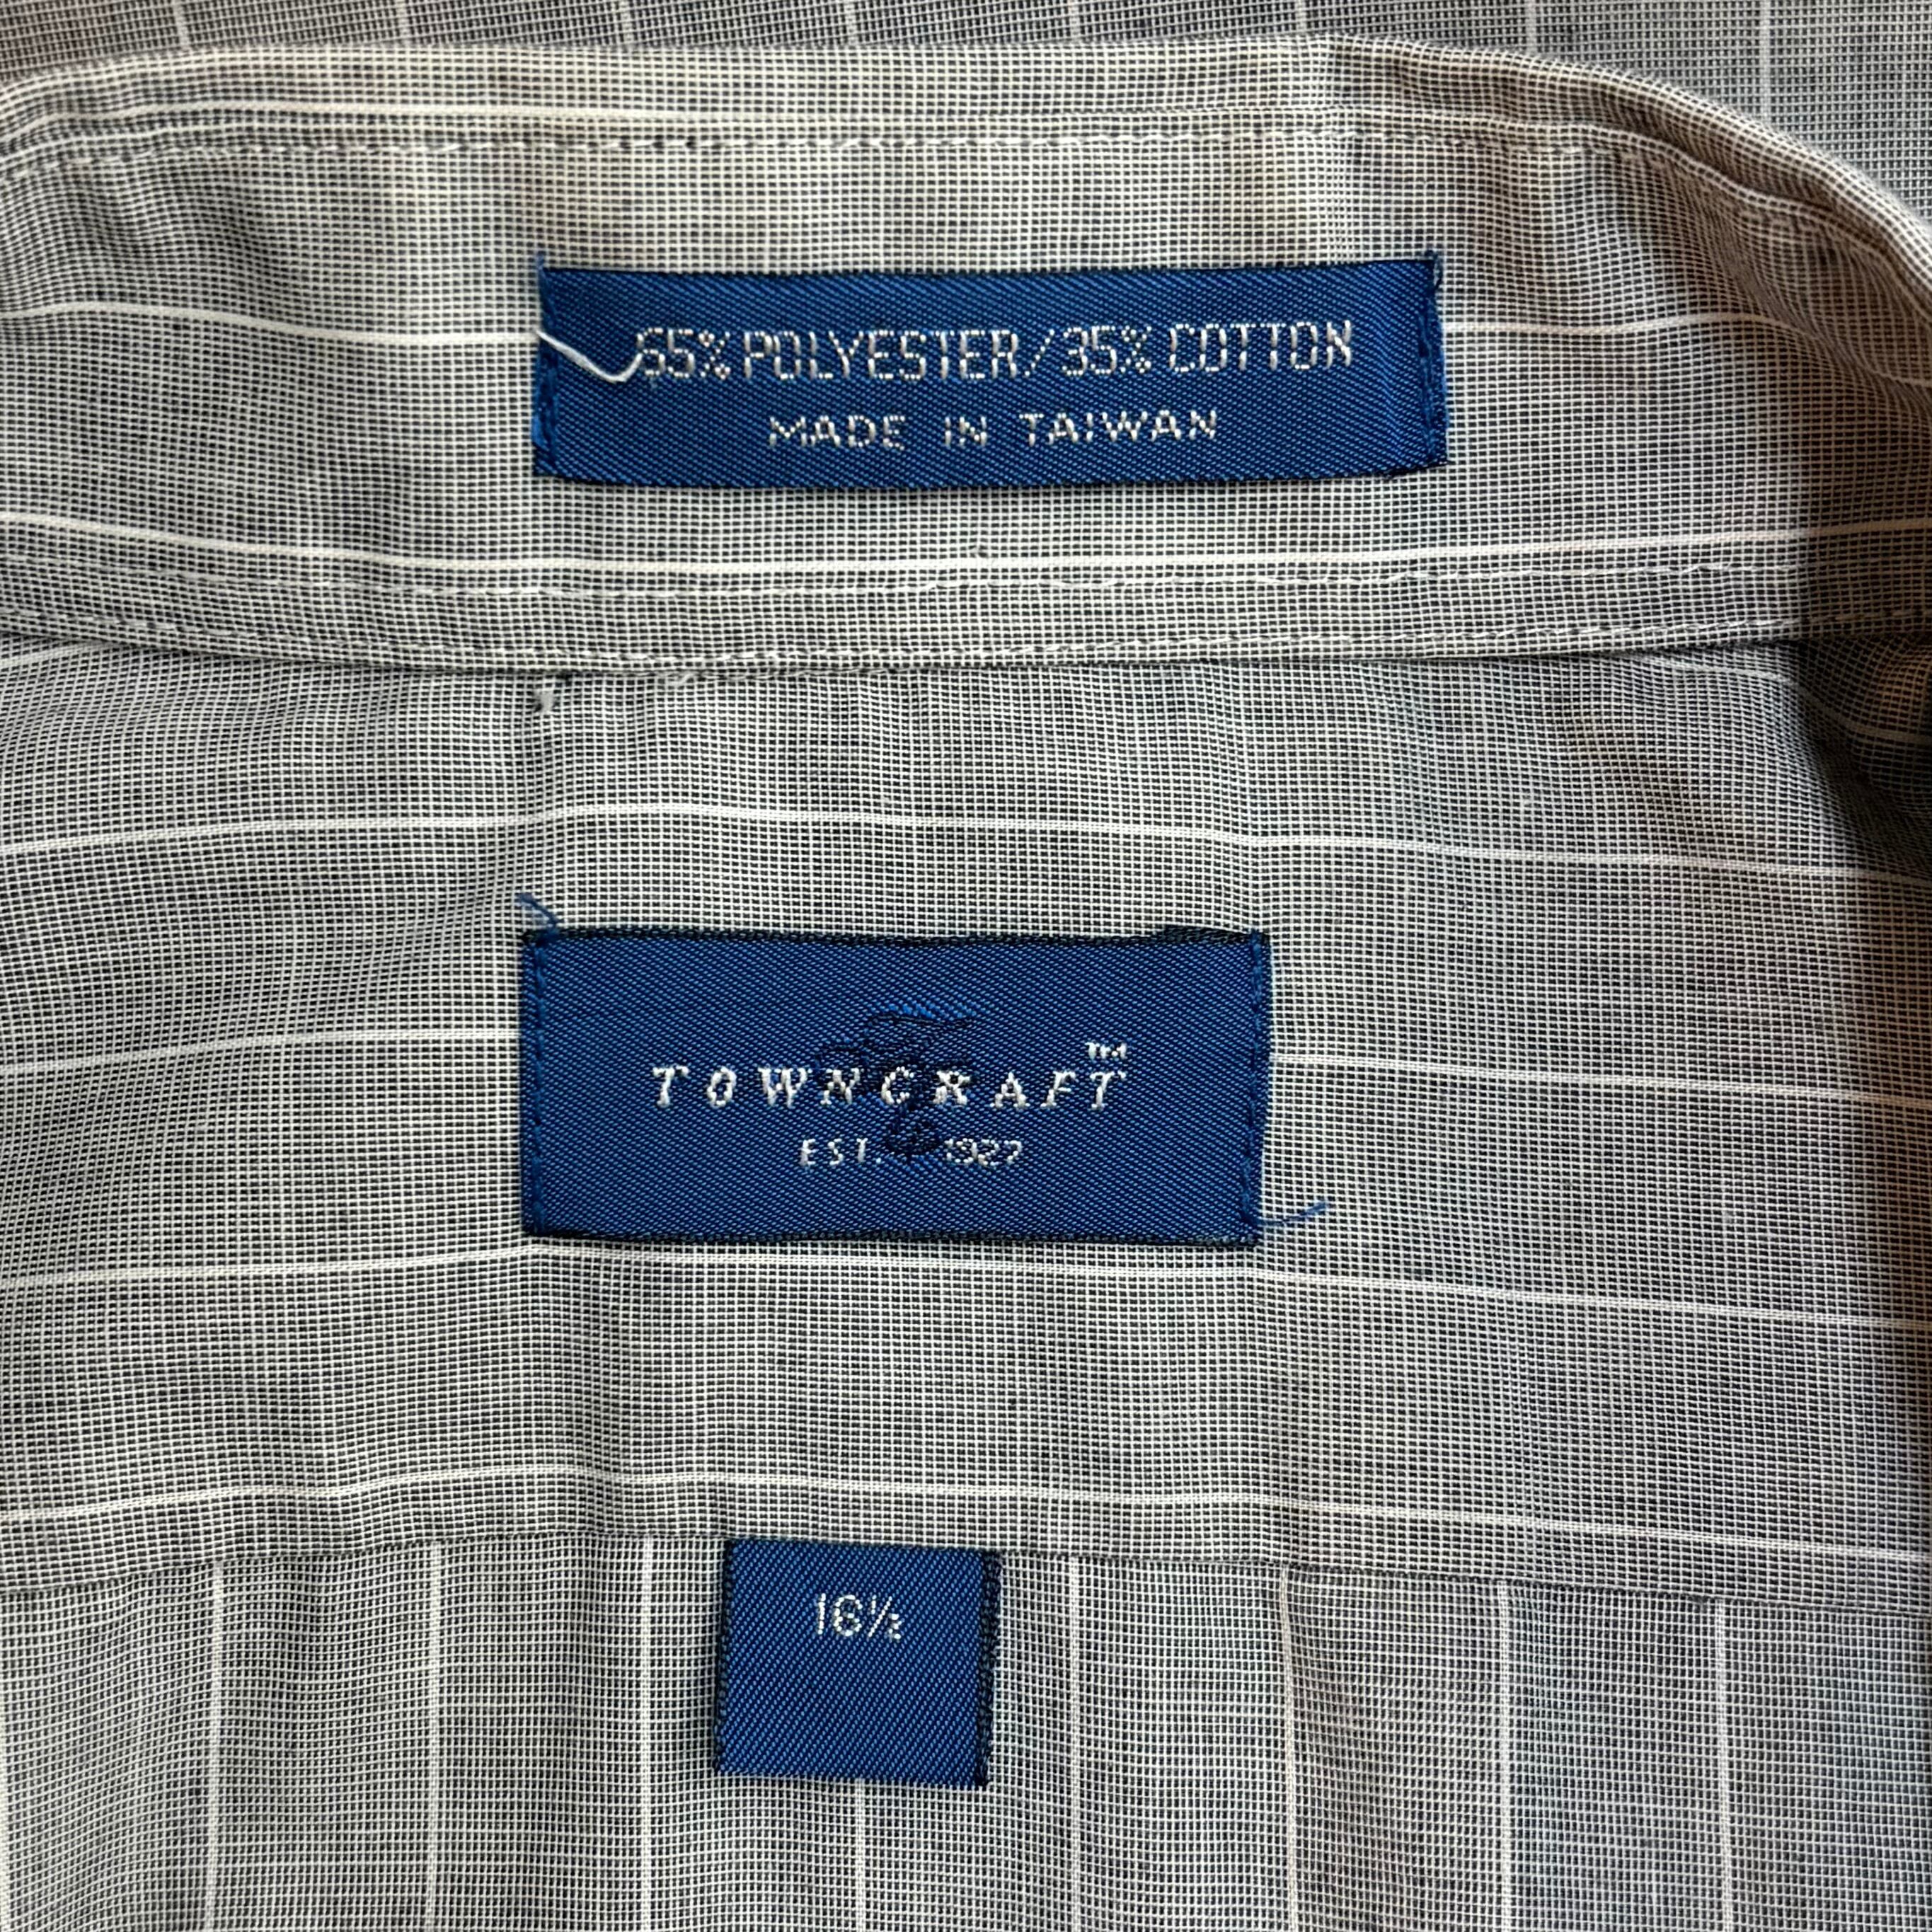 65% POLYESTER/35% COTTON
MADE IN TAIWAN
TOWNCRAFT™
EST. 1927
16½